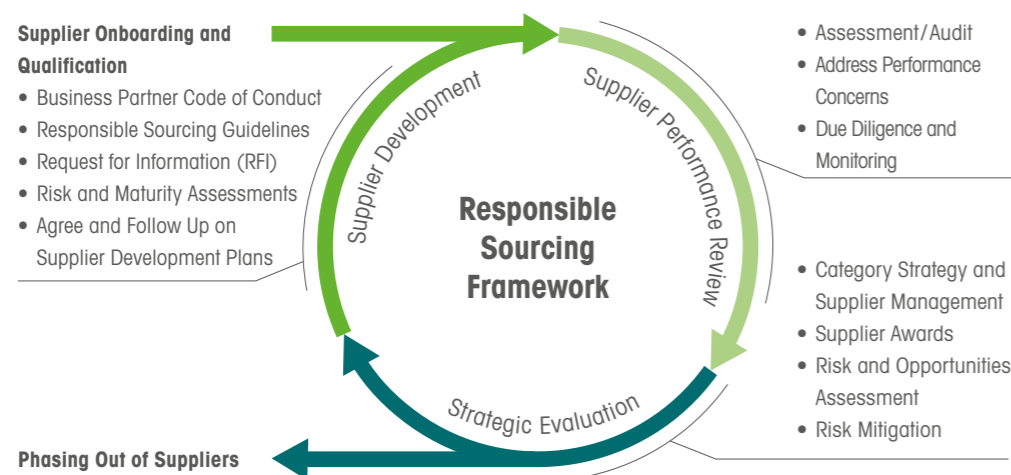 Supplier Onboarding and
Qualification
• Business Partner Code of Conduct
• Responsible Sourcing Guidelines
• Request for Information (RFI)
• Risk and Maturity Assessments
• Agree and Follow Up on
Supplier Development Plans
Supplier Development
Supplier Performance Review
Responsible
Sourcing
Framework
Strategic Evaluation
• Assessment/Audit
• Address Performance
Concerns
• Due Diligence and
Monitoring
• Category Strategy and
Supplier Management
• Supplier Awards
• Risk and Opportunities
Assessment
• Risk Mitigation
Phasing Out of Suppliers